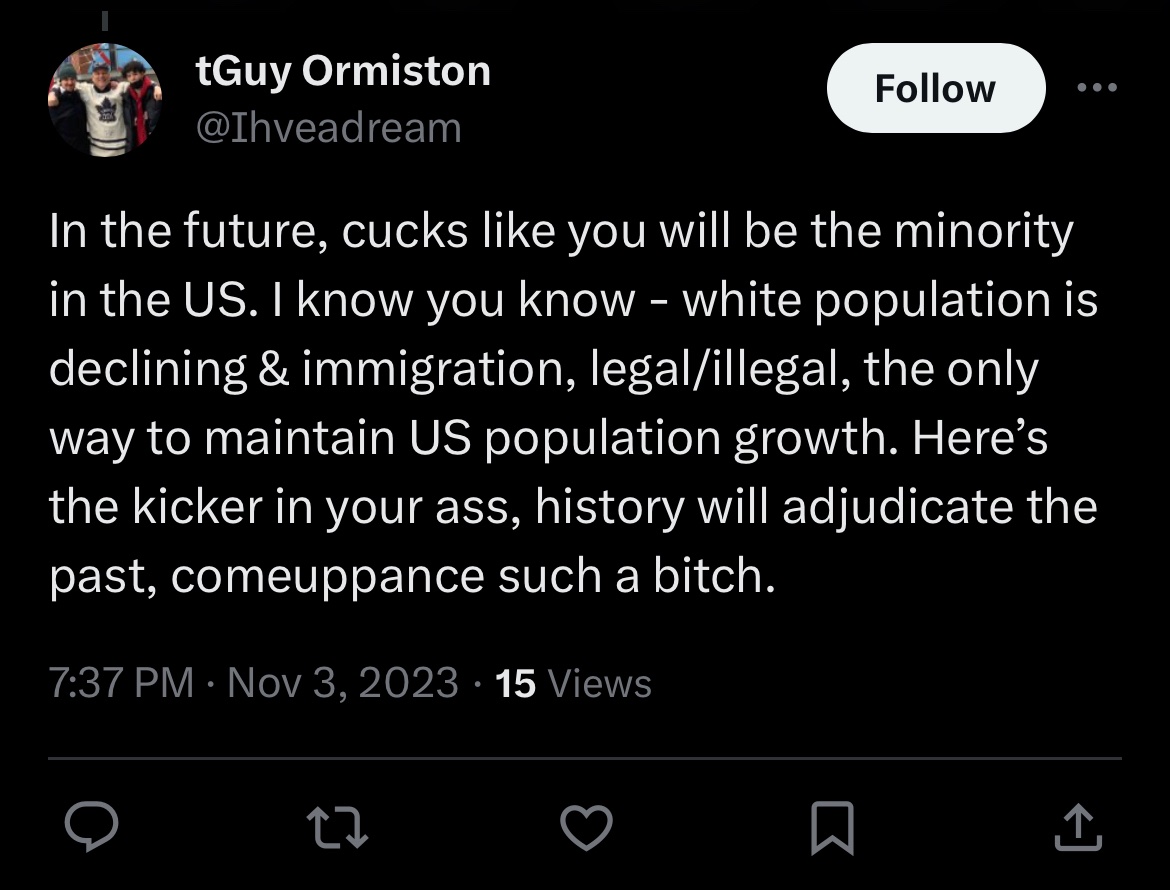 tGuy Ormiston
@Ihveadream
Follow
In the future, cucks like you will be the minority
in the US. I know you know - white population is
declining & immigration, legal/illegal, the only
way to maintain US population growth. Here’s
the kicker in your ass, history will adjudicate the
past, comeuppance such a bitch.
7:37 PM · Nov 3, 2023 · 15 Views